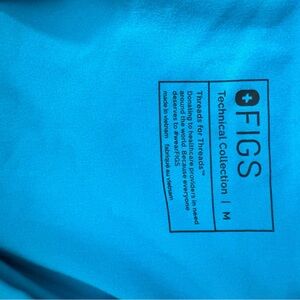 FIGS
Technical Collection | M
Threads for Threads™
Donating to healthcare providers in need
around the world. Because everyone
deserves to #wearFIGS
made in vietnam fabriqué au vietnam